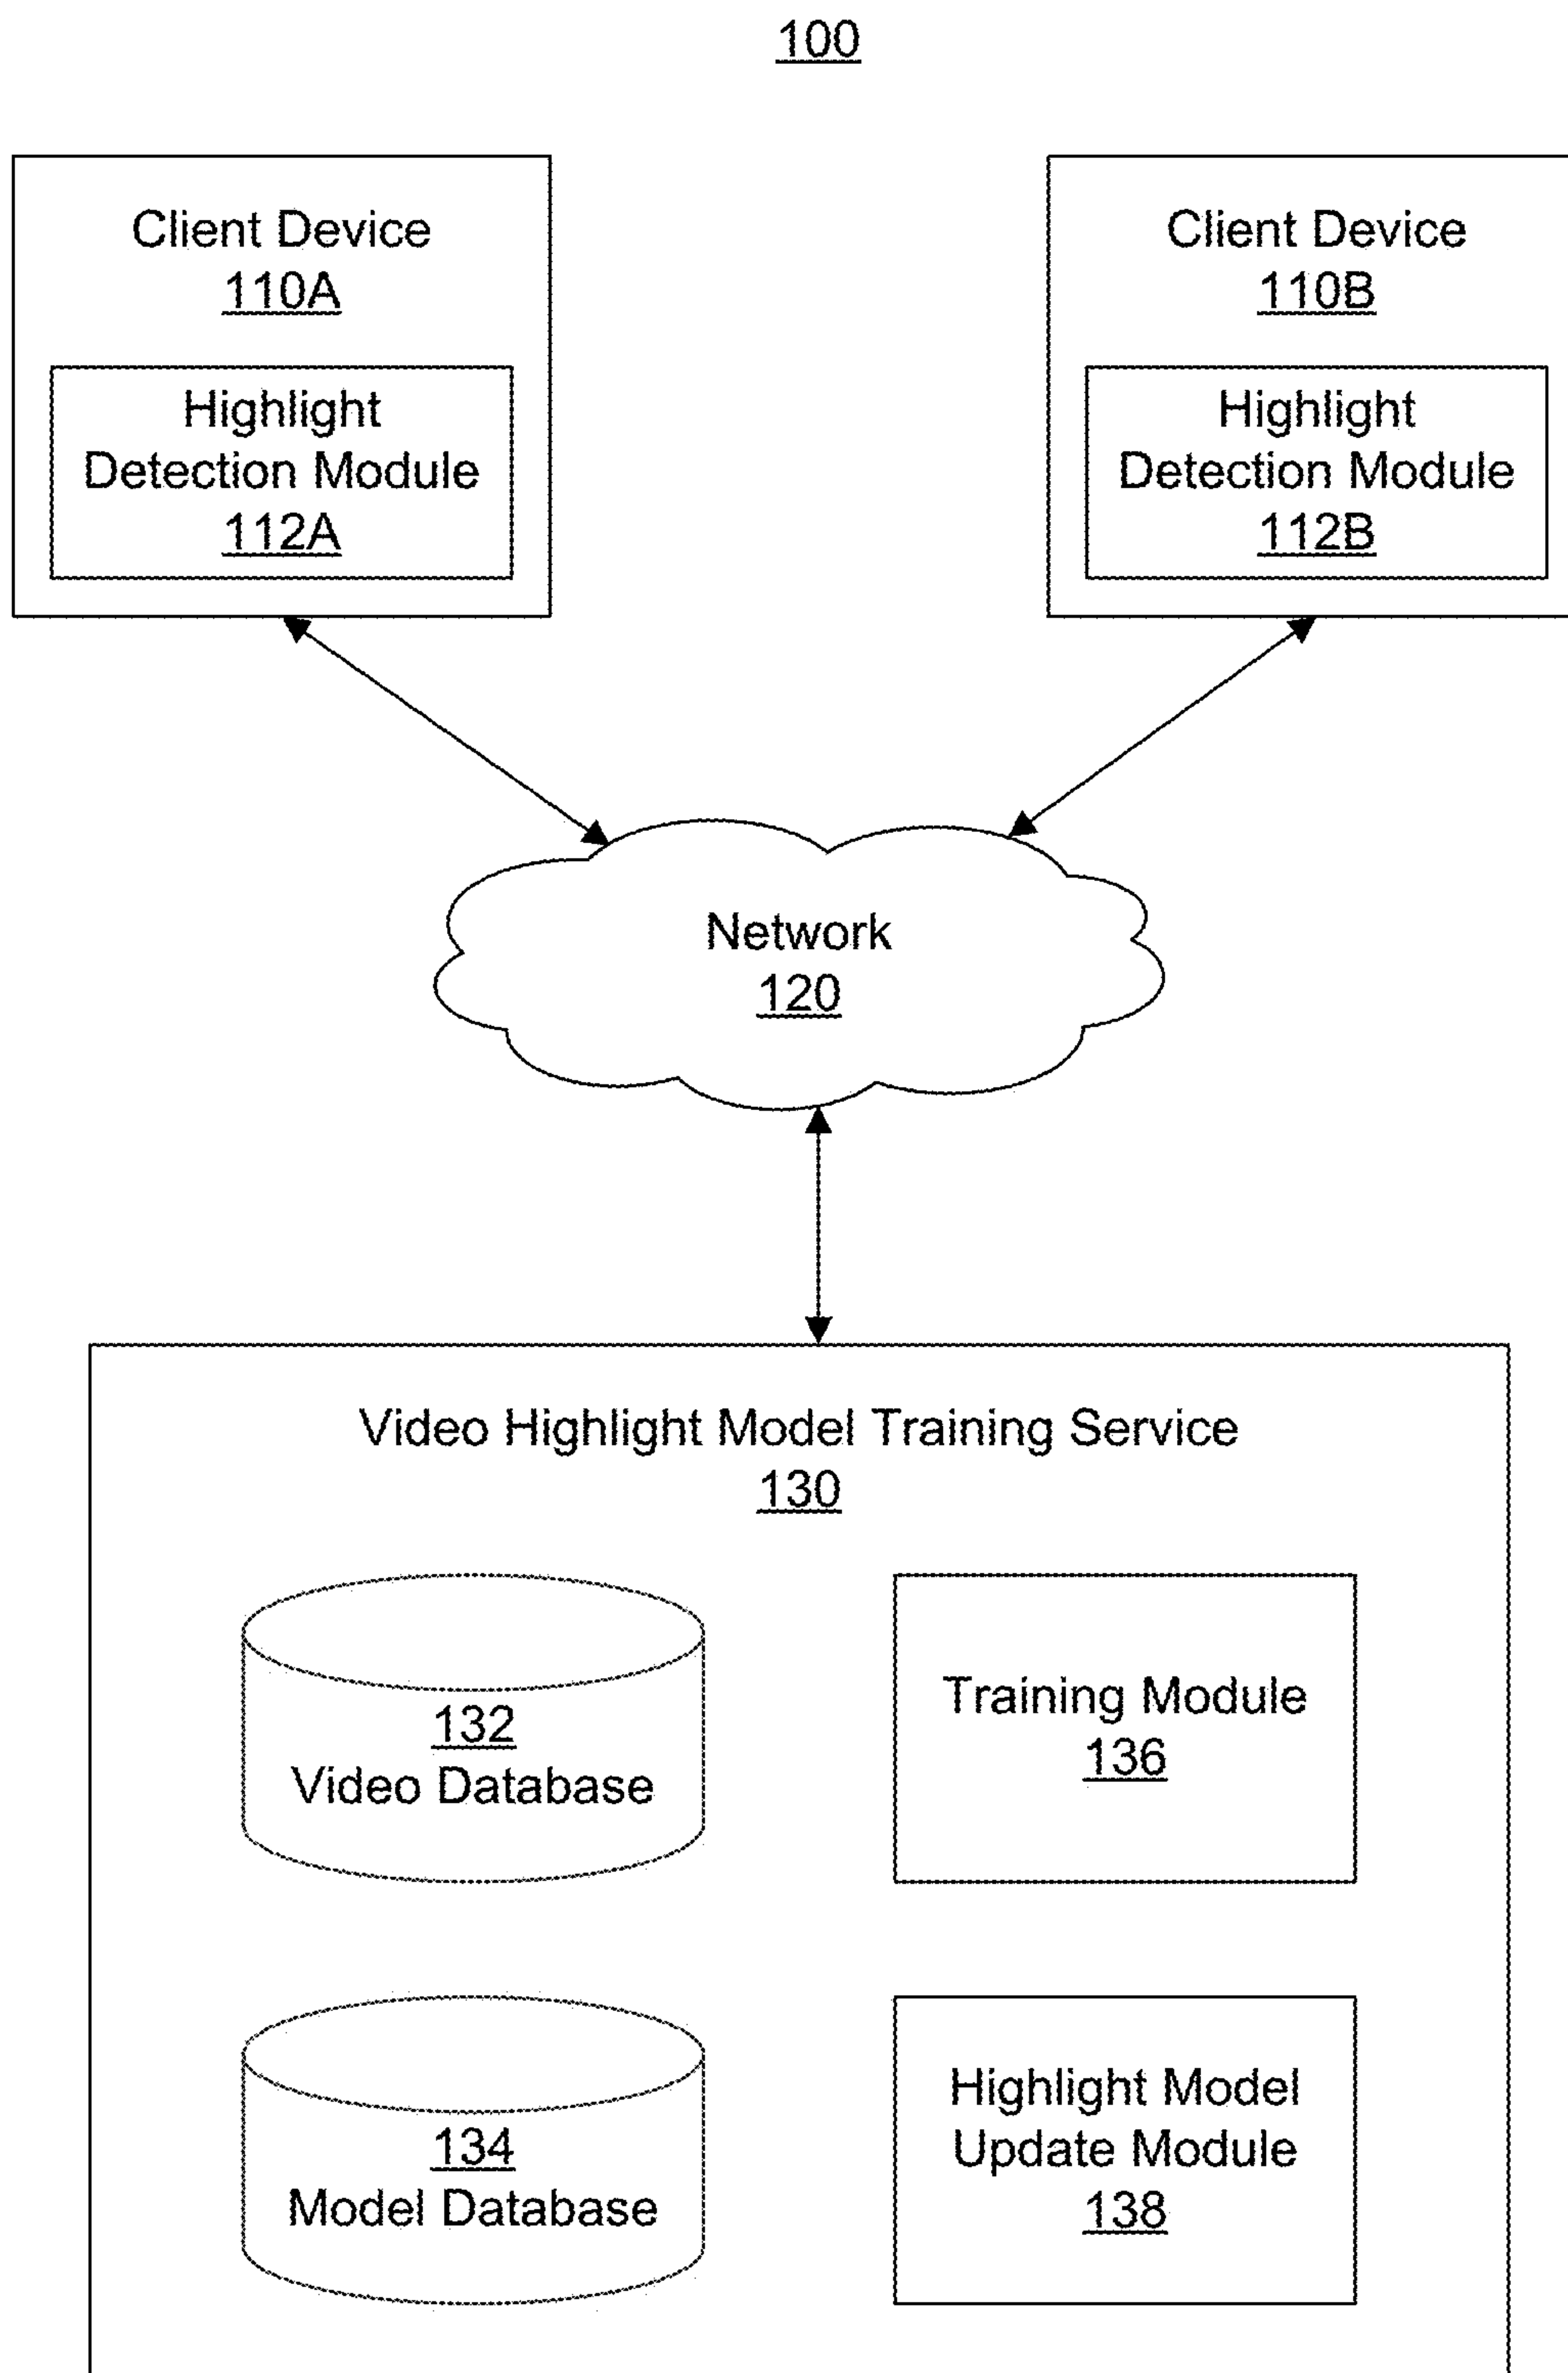 100
Client Device
110A
Highlight
Detection Module
112A
Client Device
110B
Highlight
Detection Module
112B
Network
120
Video Highlight Model Training Service
130
132
Video Database
Training Module
136
134
Model Database
Highlight Model
Update Module
138